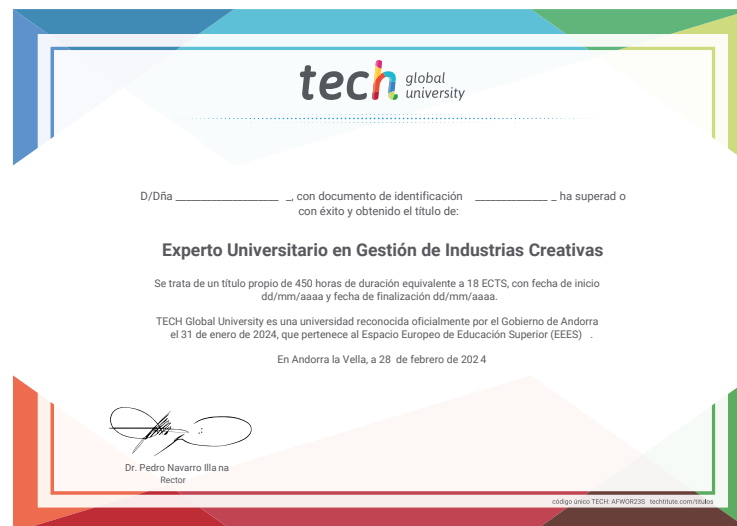 tech global university
D/Dña ___________________ _, con documento de identificación _____________ _ ha superad o
con éxito y obtenido el título de:
Experto Universitario en Gestión de Industrias Creativas
Se trata de un título propio de 450 horas de duración equivalente a 18 ECTS, con fecha de inicio
dd/mm/aaaa y fecha de finalización dd/mm/aaaa.
TECH Global University es una universidad reconocida oficialmente por el Gobierno de Andorra
el 31 de enero de 2024, que pertenece al Espacio Europeo de Educación Superior (EEES) .
En Andorra la Vella, a 28 de febrero de 202 4
Dr. Pedro Navarro Illa na
Rector
código único TECH: AFWOR23S techtitute.com/titulos